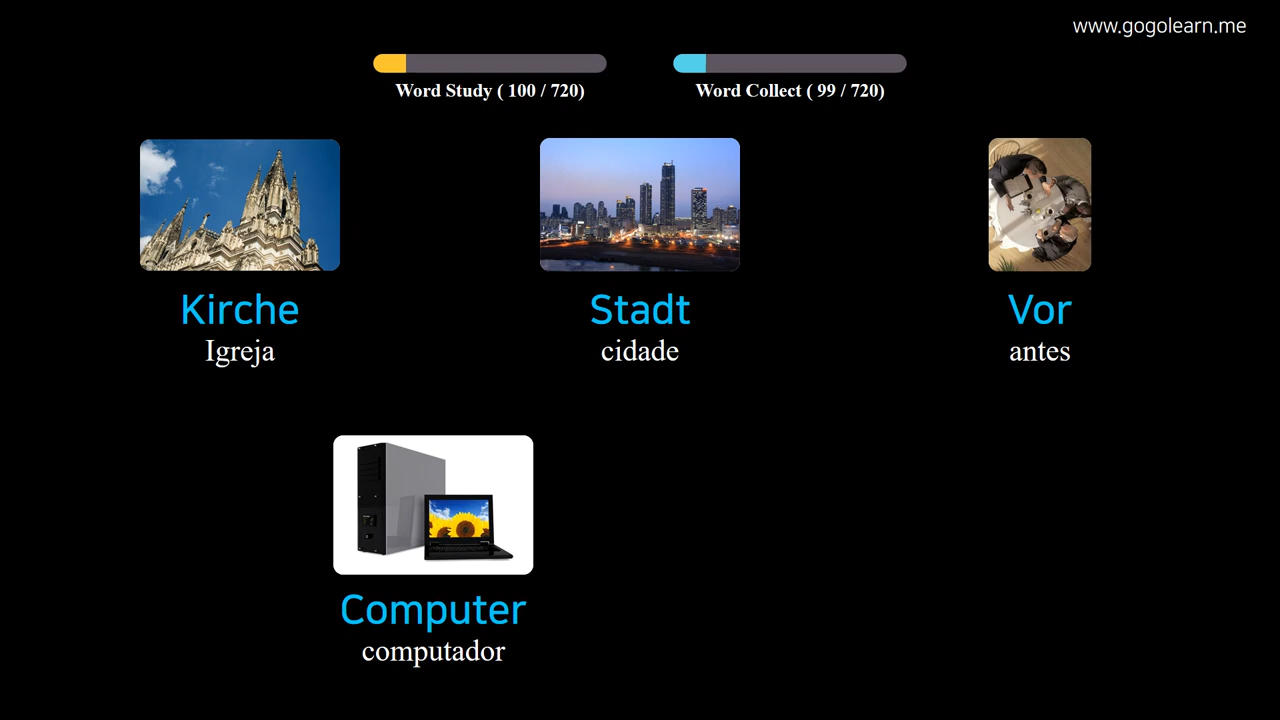 www.gogolearn.me
Word Study ( 100 / 720)
Word Collect ( 99 / 720)
Kirche
Igreja
Stadt
cidade
Vor
antes
Computer
computador